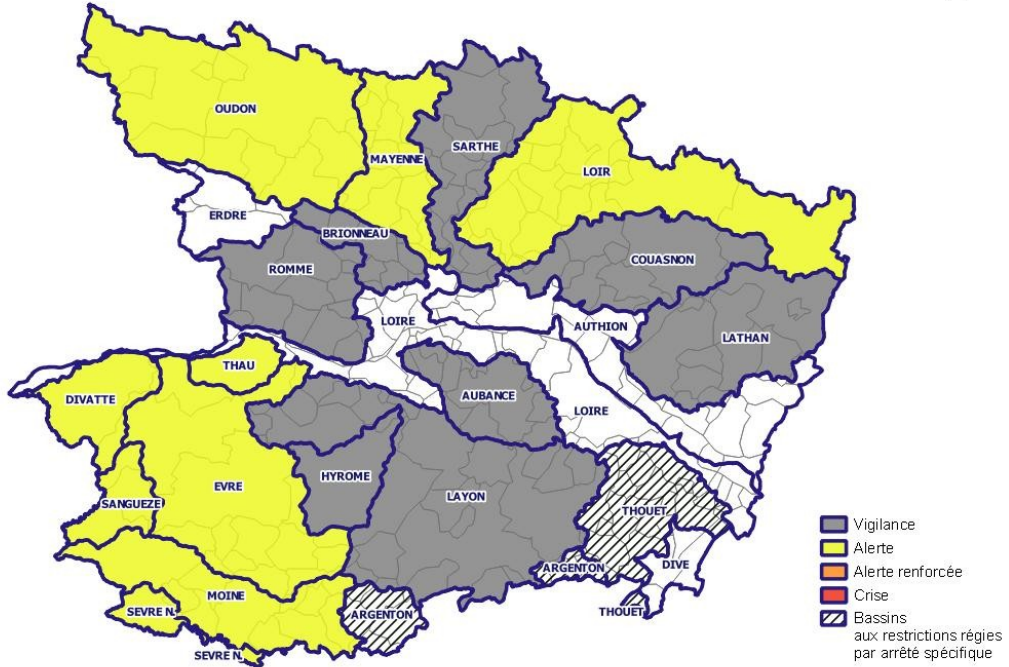 OUDON
MAYENNE
SARTHE
LOIR
ERDRE
BRIONNEAU
ROMME
COUASNON
LOIRE
AUTHION
LATHAN
THAU
DIVATTE
AUBANCE
LOIRE
HYROME
EVRE
LAYON
SANGUEZE
THOUET
ARGENTON
DIVE
MOINE
SEVRE N.
ARGENTON
THOUET
SEVRE N.
Vigilance
Alerte
Alerte renforcée
Crise
Bassins
aux restrictions régies
par arrêté spécifique